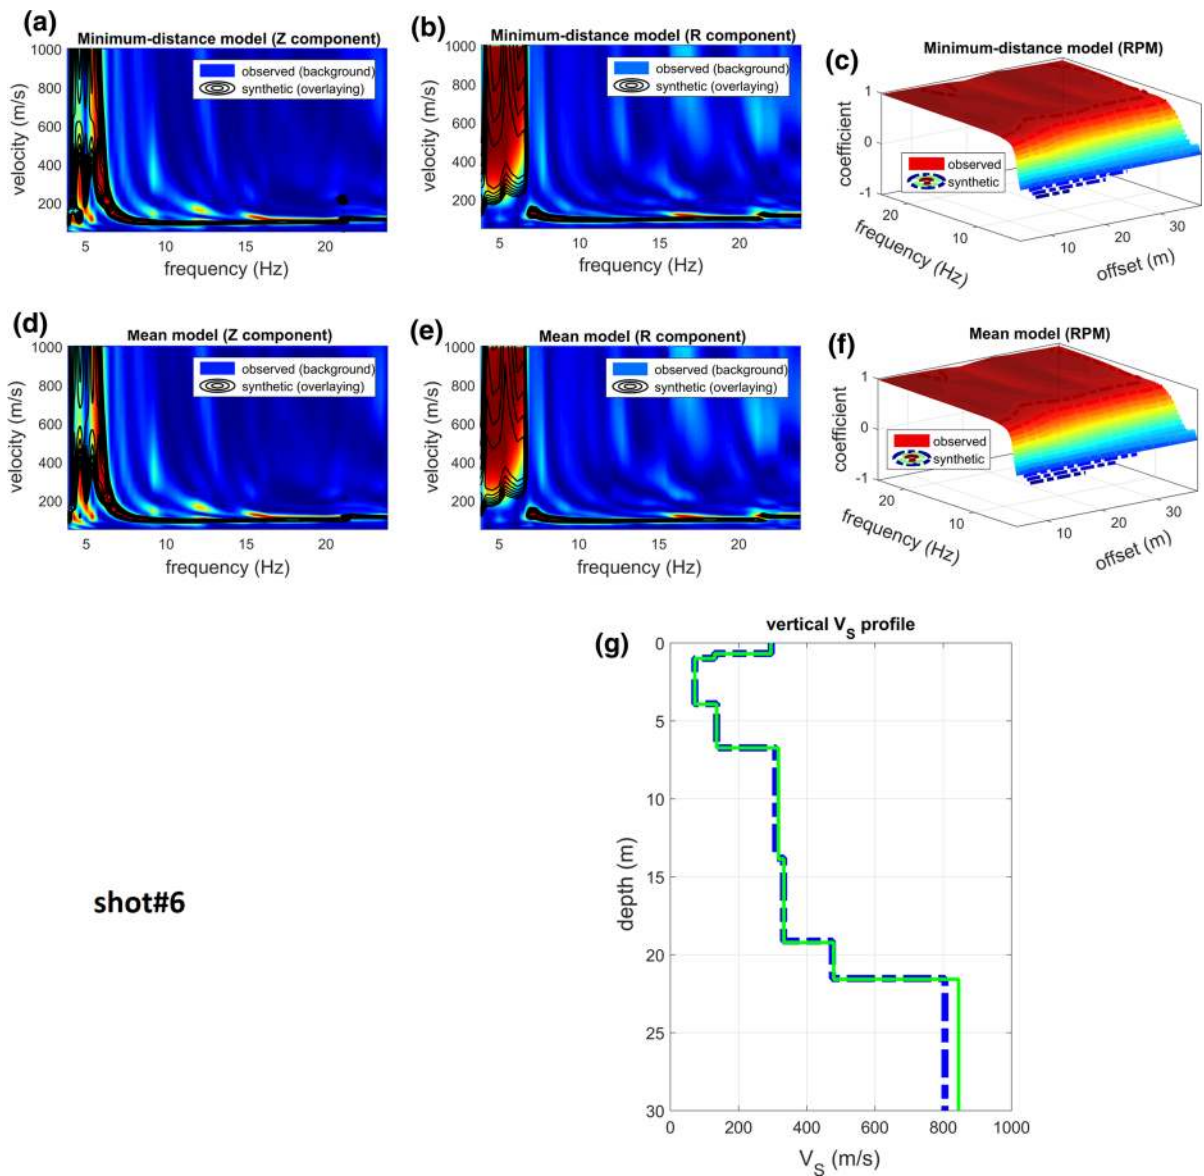 (a)
Minimum-distance model (Z component)
1000
800
600
400
200
velocity (m/s)
observed (background)
synthetic (overlaying)
5 10 15 20
frequency (Hz)
(b)
Minimum-distance model (R component)
1000
800
600
400
200
velocity (m/s)
observed (background)
synthetic (overlaying)
5 10 15 20
frequency (Hz)
(c)
Minimum-distance model (RPM)
1
0
-1
coefficient
observed
synthetic
20 10
frequency (Hz)
10 20 30
offset (m)
(d)
Mean model (Z component)
1000
800
600
400
200
velocity (m/s)
observed (background)
synthetic (overlaying)
5 10 15 20
frequency (Hz)
(e)
Mean model (R component)
1000
800
600
400
200
velocity (m/s)
observed (background)
synthetic (overlaying)
5 10 15 20
frequency (Hz)
(f)
Mean model (RPM)
1
0
-1
coefficient
observed
synthetic
20 10
frequency (Hz)
10 20 30
offset (m)
shot#6
(g)
vertical VS profile
0
5
10
15
20
25
30
depth (m)
0 200 400 600 800 1000
VS (m/s)